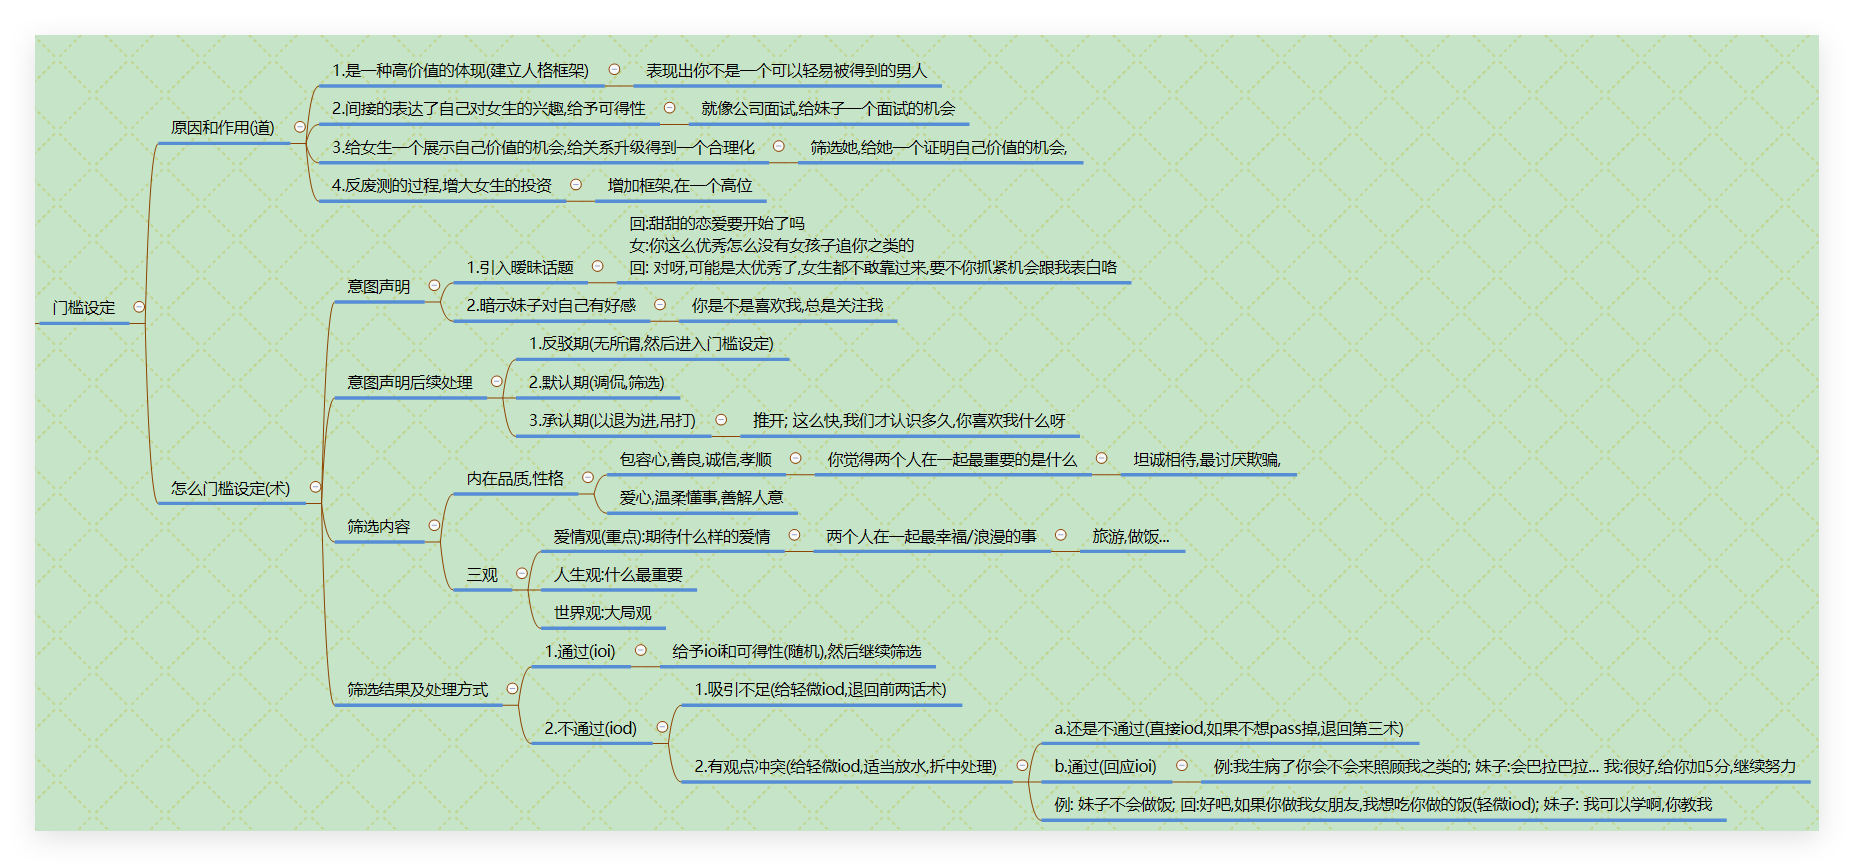 门槛设定
原因和作用(道)
1.是一种高价值的体现(建立人格框架)
表现出你不是一个可以轻易被得到的男人
2.间接的表达了自己对女生的兴趣,给予可得性
就像公司面试,给妹子一个面试的机会
3.给女生一个展示自己价值的机会,给关系升级得到一个合理化
筛选她,给她一个证明自己价值的机会,
4.反废测的过程,增大女生的投资
增加框架,在一个高位
怎么门槛设定(术)
意图声明
1.引入暧昧话题
回:甜甜的恋爱要开始了吗
女:你这么优秀怎么没有女孩子追你之类的
回: 对呀,可能是太优秀了,女生都不敢靠过来,要不你抓紧机会跟我表白咯
2.暗示妹子对自己有好感
你是不是喜欢我,总是关注我
意图声明后续处理
1.反驳期(无所谓,然后进入门槛设定)
2.默认期(调侃,筛选)
3.承认期(以退为进,吊打)
推开; 这么快,我们才认识多久,你喜欢我什么呀
筛选内容
内在品质,性格
包容心,善良,诚信,孝顺
你觉得两个人在一起最重要的是什么
坦诚相待,最讨厌欺骗,
爱心,温柔懂事,善解人意
三观
爱情观(重点):期待什么样的爱情
两个人在一起最幸福/浪漫的事
旅游,做饭...
人生观:什么最重要
世界观:大局观
筛选结果及处理方式
1.通过(ioi)
给予ioi和可得性(随机),然后继续筛选
2.不通过(iod)
1.吸引不足(给轻微iod,退回前两话术)
2.有观点冲突(给轻微iod,适当放水,折中处理)
a.还是不通过(直接iod,如果不想pass掉,退回第三术)
b.通过(回应ioi)
例:我生病了你会不会来照顾我之类的; 妹子:会巴拉巴拉... 我:很好,给你加5分,继续努力
例: 妹子不会做饭; 回:好吧,如果你做我女朋友,我想吃你做的饭(轻微iod); 妹子: 我可以学啊,你教我